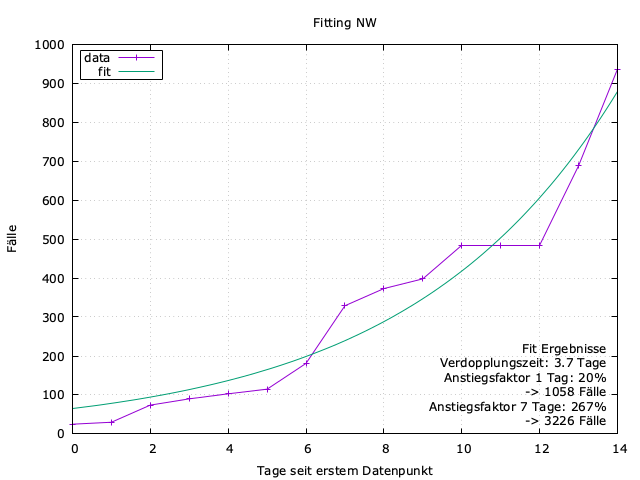 Fitting NW
1000
900
800
700
600
500
400
300
200
100
0
Fälle
data
fit
Fit Ergebnisse
Verdopplungszeit: 3.7 Tage
Anstiegsfaktor 1 Tag: 20%
-> 1058 Fälle
Anstiegsfaktor 7 Tage: 267%
-> 3226 Fälle
0 2 4 6 8 10 12 14
Tage seit erstem Datenpunkt